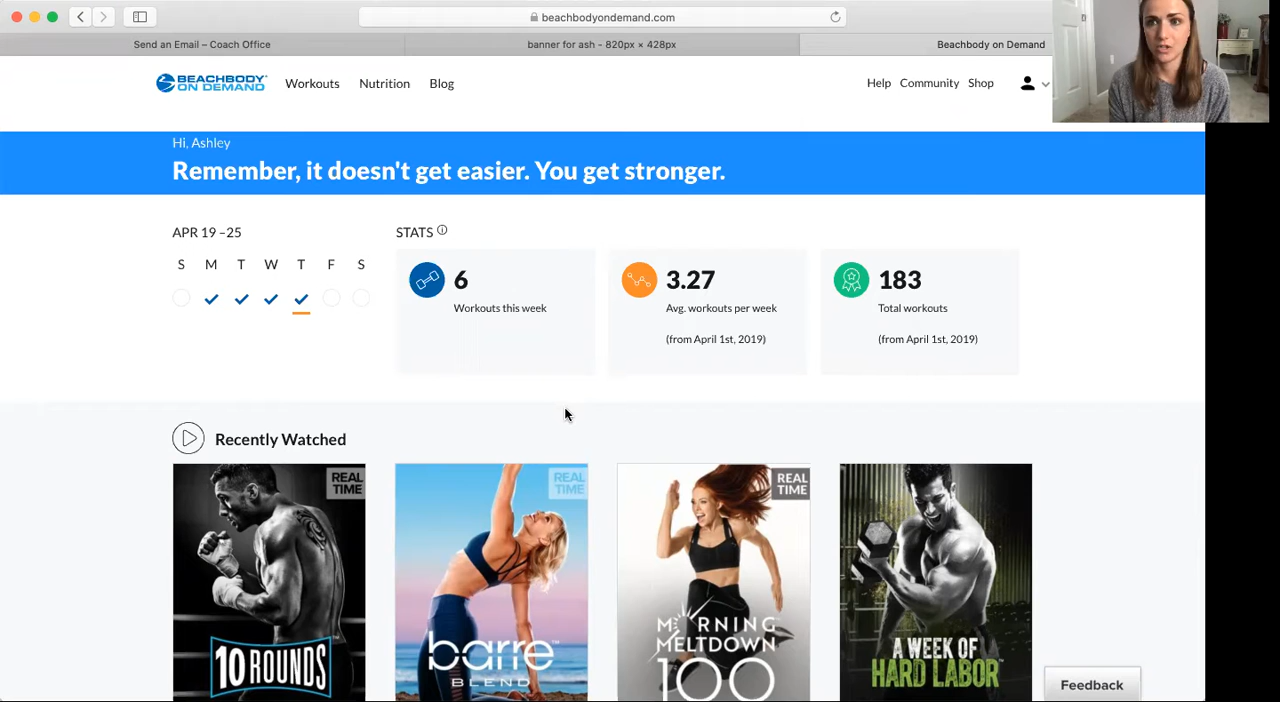 beachbodyondemand.com
Send an Email – Coach Office
banner for ash - 820px × 428px
Beachbody on Demand
BEACHBODY
ON DEMAND
Workouts
Nutrition
Blog
Help
Community
Shop
Hi, Ashley
Remember, it doesn't get easier. You get stronger.
APR 19 –25
S M T W T F S
STATS
6
Workouts this week
3.27
Avg. workouts per week
(from April 1st, 2019)
183
Total workouts
(from April 1st, 2019)
Recently Watched
REAL
TIME
10 ROUNDS
REAL
TIME
barre
BLEND
REAL
TIME
MORNING
MELTDOWN
100
A WEEK OF
HARD LABOR
Feedback